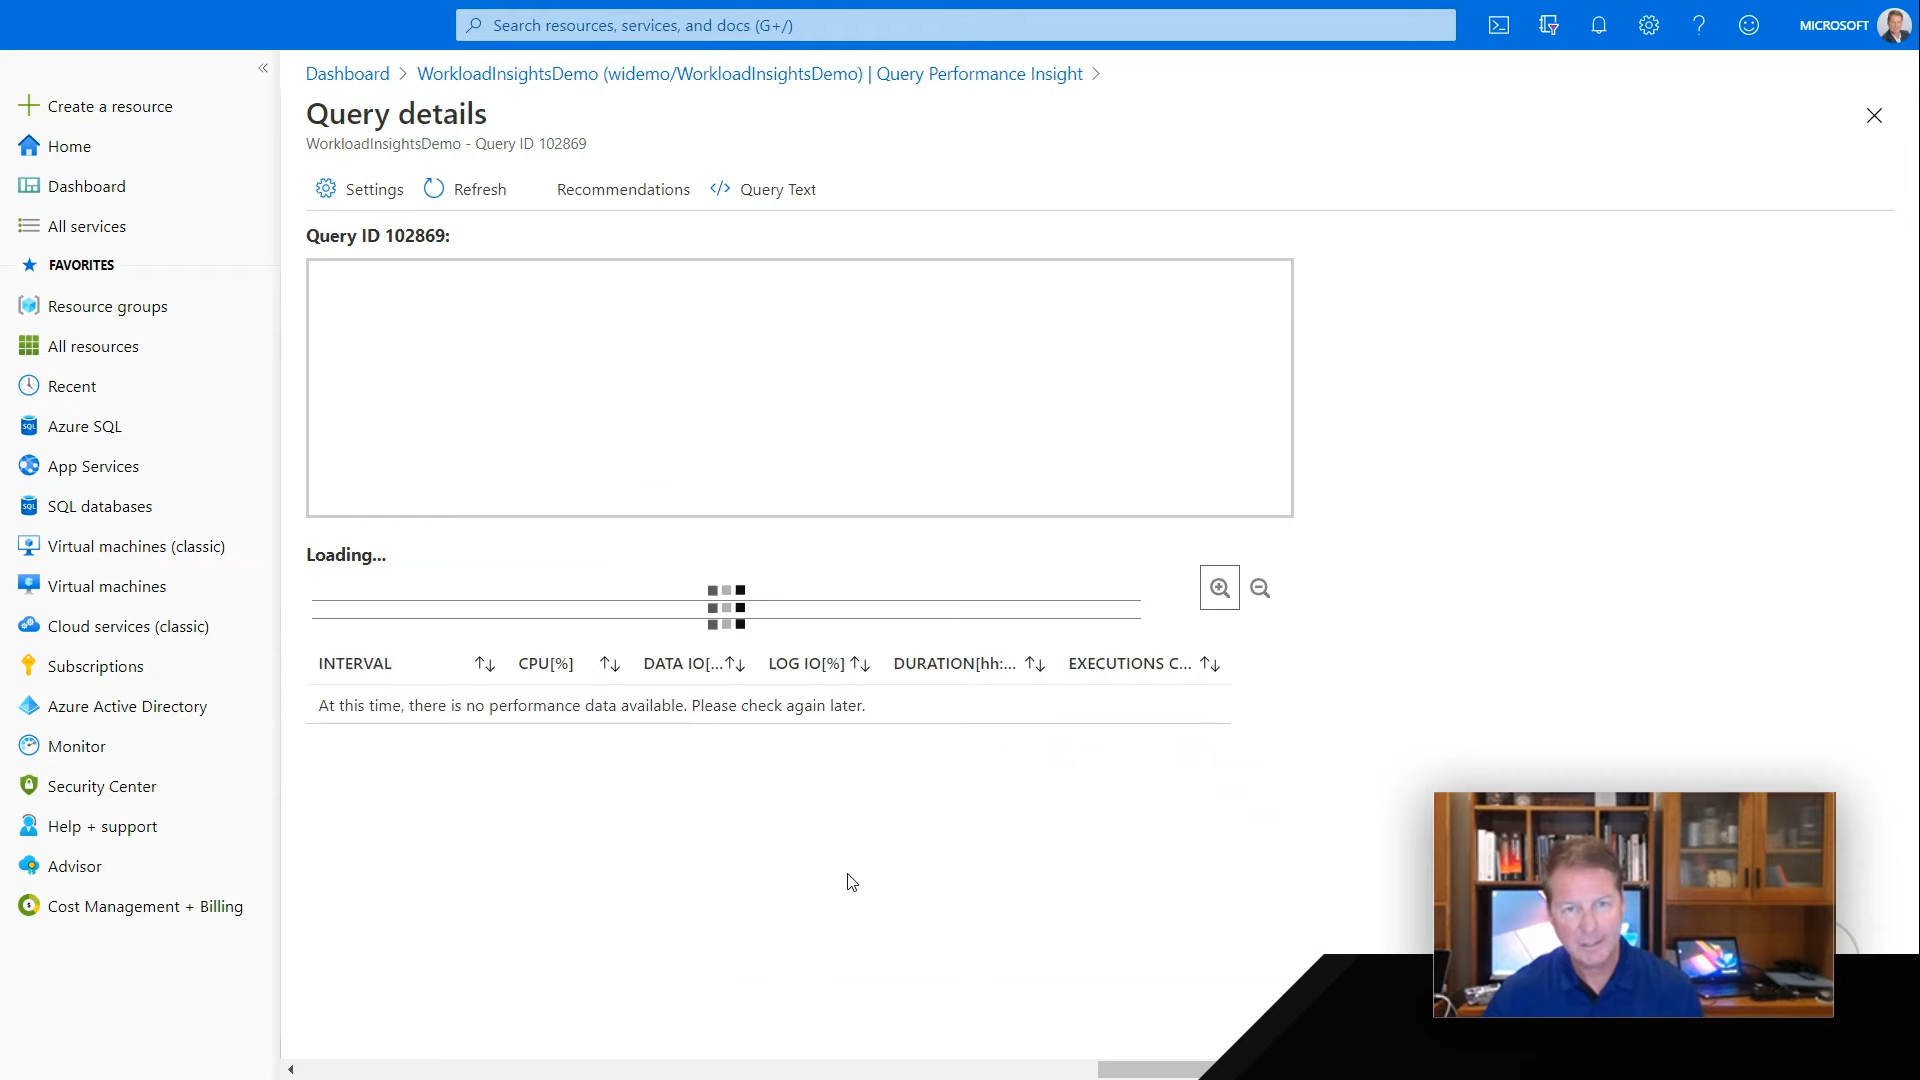 Search resources, services, and docs (G+/)
MICROSOFT
Dashboard > WorkloadInsightsDemo (widemo/WorkloadInsightsDemo) | Query Performance Insight >
Query details
WorkloadInsightsDemo - Query ID 102869
Settings Refresh Recommendations </> Query Text
Create a resource
Home
Dashboard
All services
FAVORITES
Resource groups
All resources
Recent
Azure SQL
App Services
SQL databases
Virtual machines (classic)
Virtual machines
Cloud services (classic)
Subscriptions
Azure Active Directory
Monitor
Security Center
Help + support
Advisor
Cost Management + Billing
Query ID 102869:
Loading...
INTERVAL CPU[%] DATA IO[... LOG IO[%] DURATION[hh:... EXECUTIONS C...
At this time, there is no performance data available. Please check again later.